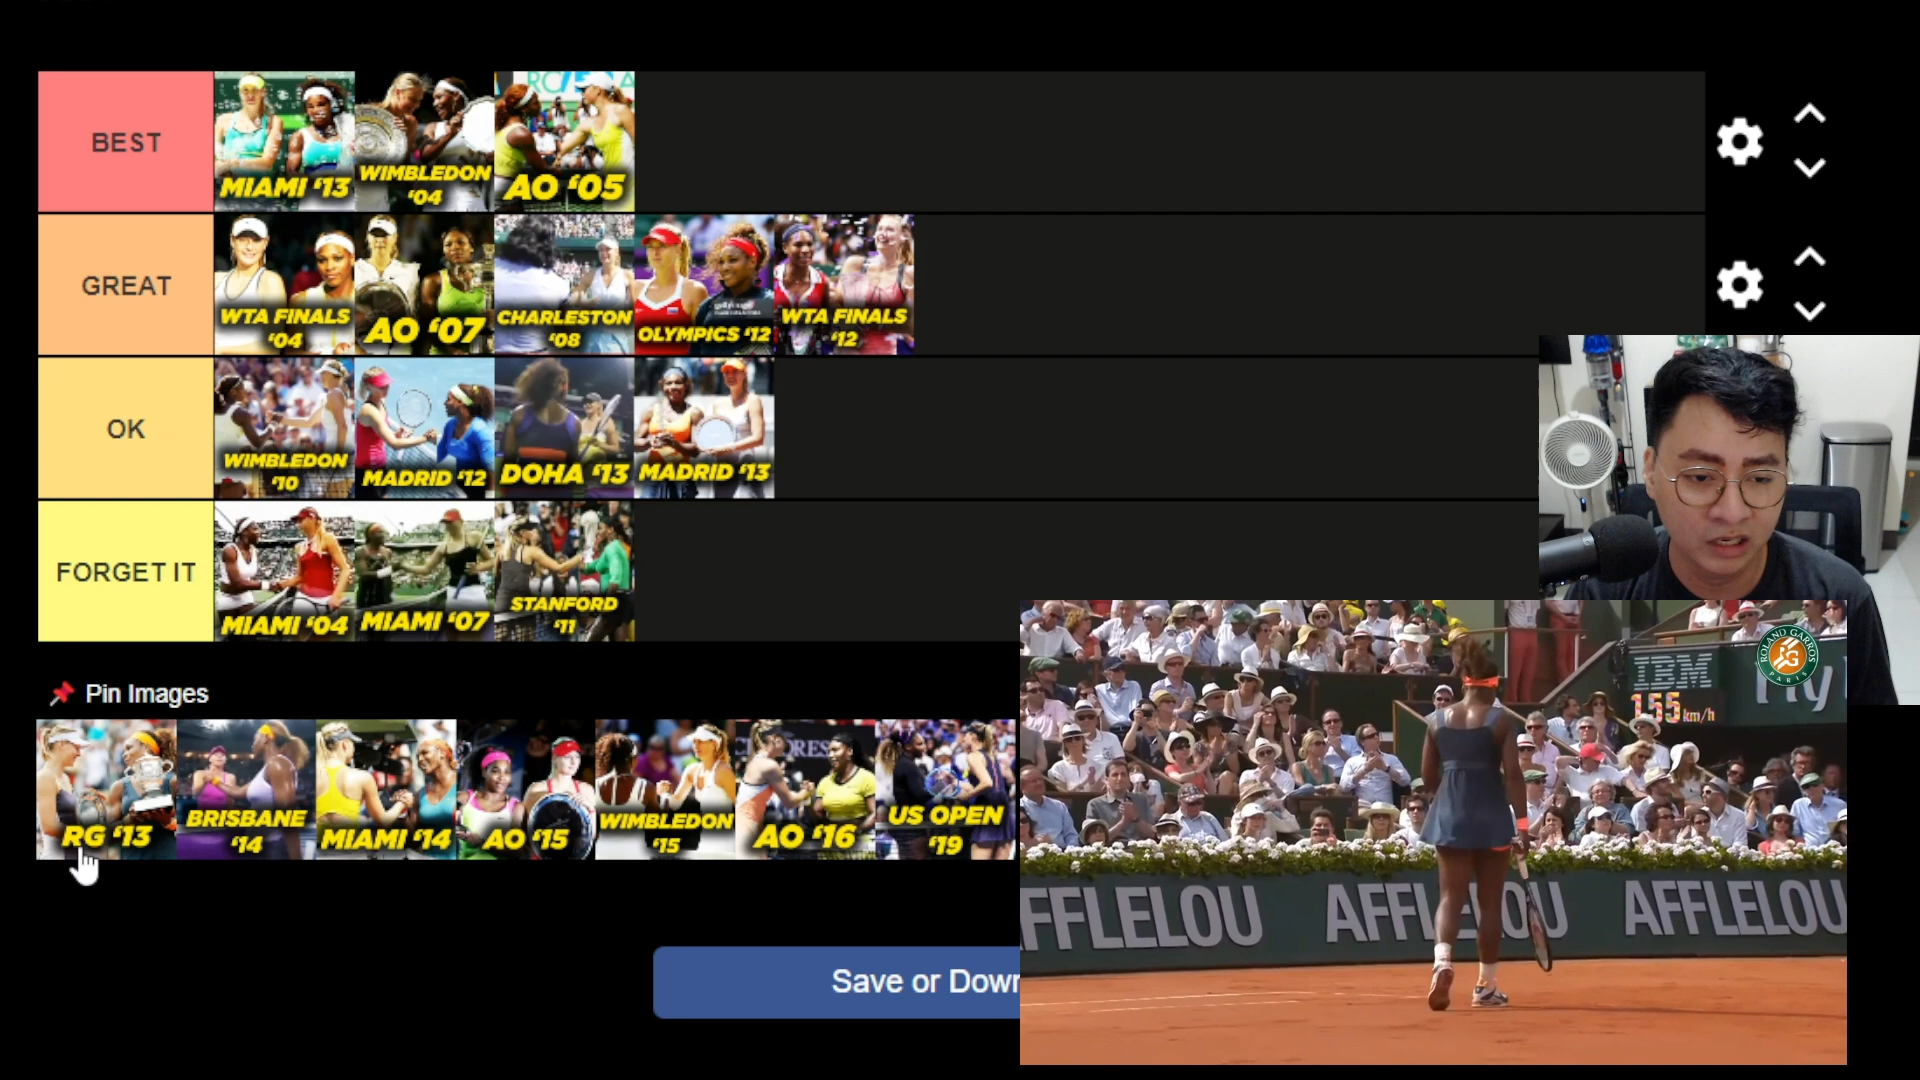 BEST
MIAMI ‘13
WIMBLEDON
‘04
AO ‘05
GREAT
WTA FINALS
‘04
AO ‘07
CHARLESTON
‘08
OLYMPICS ‘12
WTA FINALS
‘12
OK
WIMBLEDON
‘10
MADRID ‘12
DOHA ‘13
MADRID ‘13
FORGET IT
MIAMI ‘04
MIAMI ‘07
STANFORD
‘11
Pin Images
RG ‘13
BRISBANE
‘14
MIAMI ‘14
AO ‘15
WIMBLEDON
‘15
AO ‘16
US OPEN
‘19
Save or Down
ROLAND GARROS
PARIS
IBM
155 km/h
FFLELOU
AFFLELOU
AFFLELOU